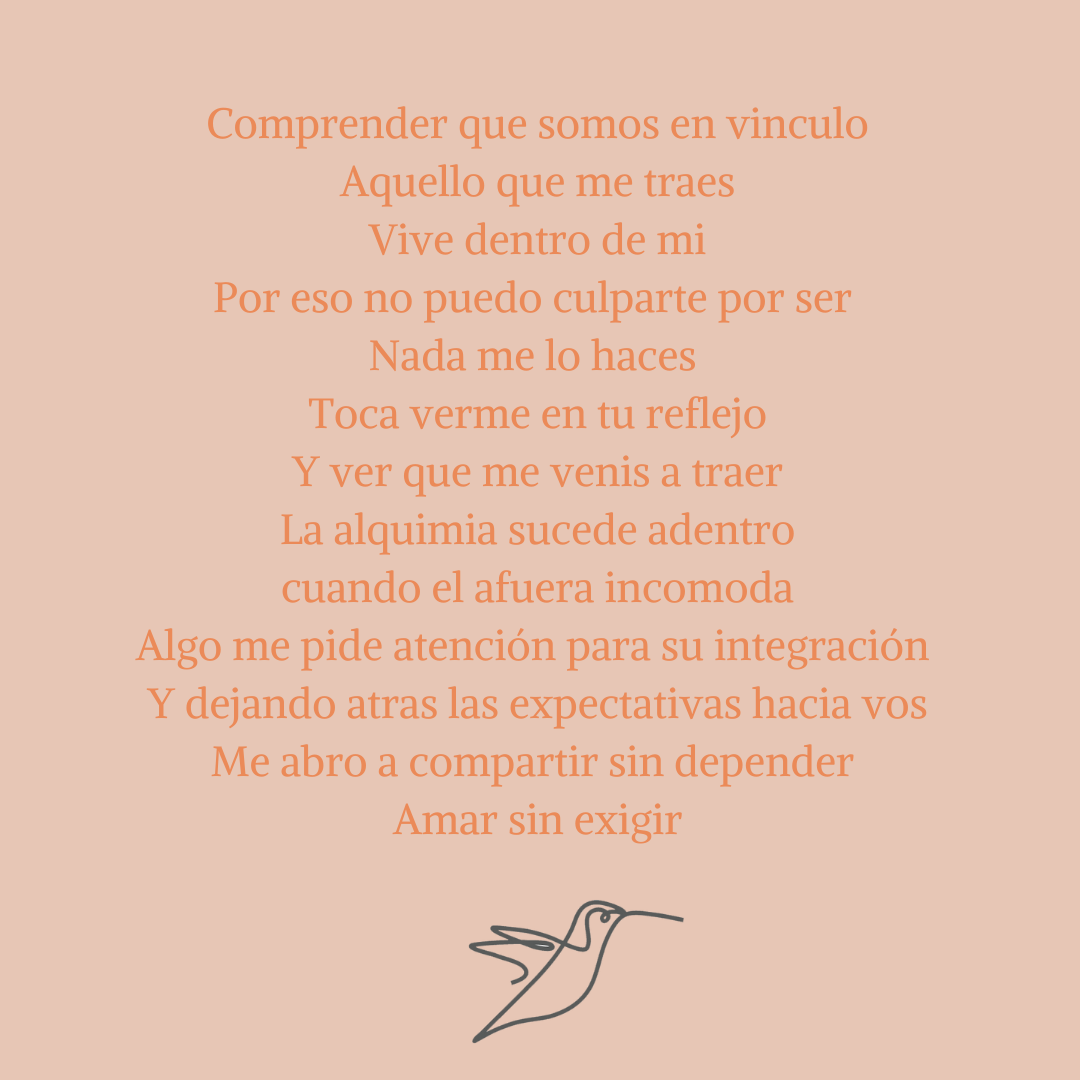 Comprender que somos en vinculo
Aquello que me traes
Vive dentro de mi
Por eso no puedo culparte por ser
Nada me lo haces
Toca verme en tu reflejo
Y ver que me venis a traer
La alquimia sucede adentro
cuando el afuera incomoda
Algo me pide atención para su integración
Y dejando atras las expectativas hacia vos
Me abro a compartir sin depender
Amar sin exigir